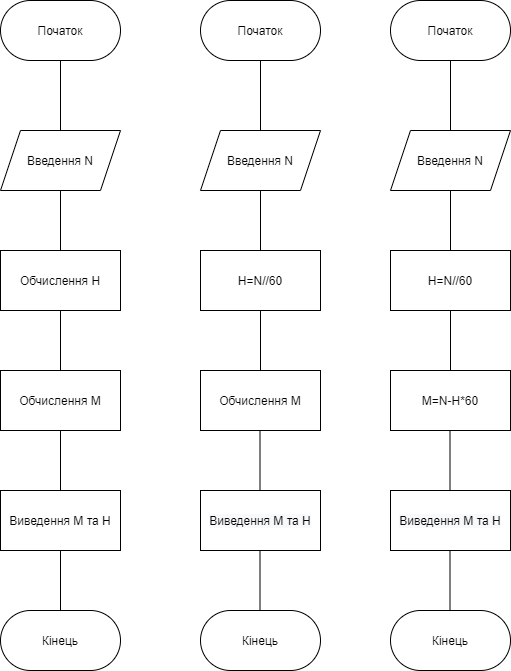 Початок
Введення N
Обчислення H
Обчислення M
Виведення M та H
Кінець
Початок
Введення N
H=N//60
Обчислення M
Виведення M та H
Кінець
Початок
Введення N
H=N//60
M=N-H*60
Виведення M та H
Кінець